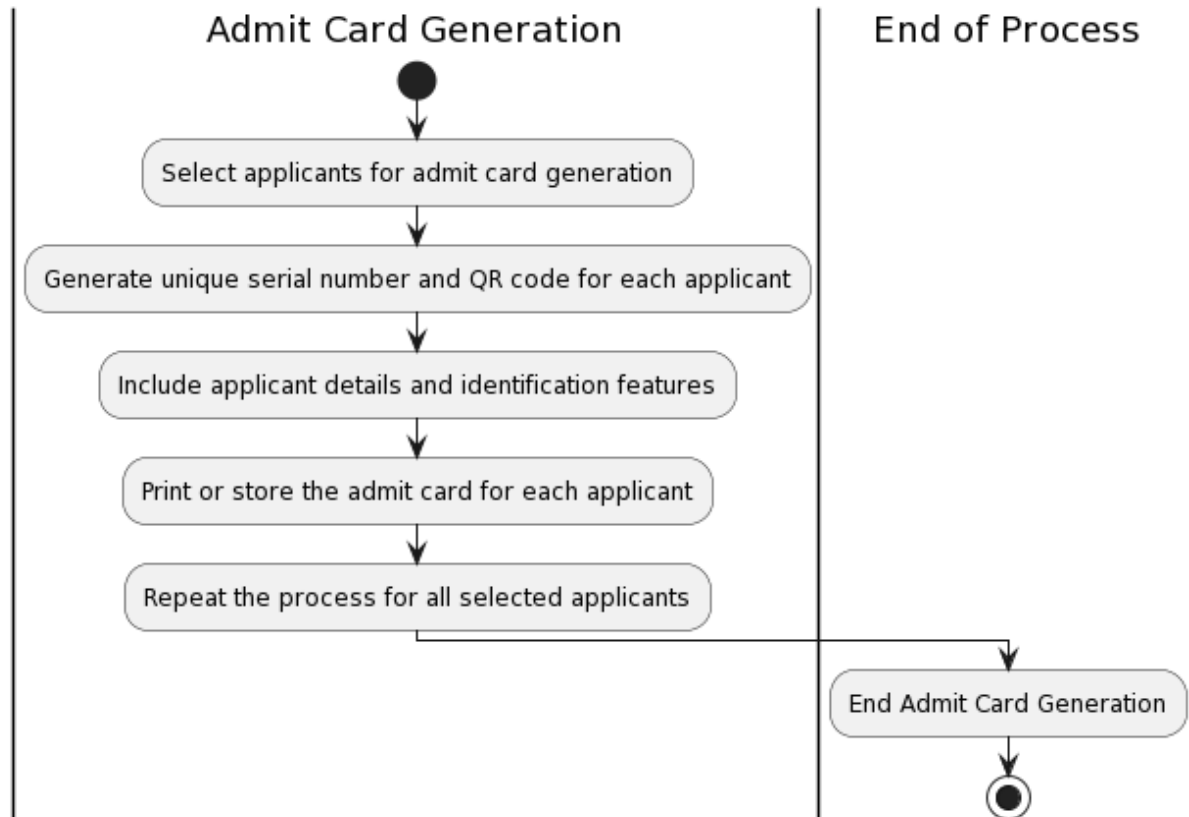 Admit Card Generation
End of Process
Select applicants for admit card generation
Generate unique serial number and QR code for each applicant
Include applicant details and identification features
Print or store the admit card for each applicant
Repeat the process for all selected applicants
End Admit Card Generation